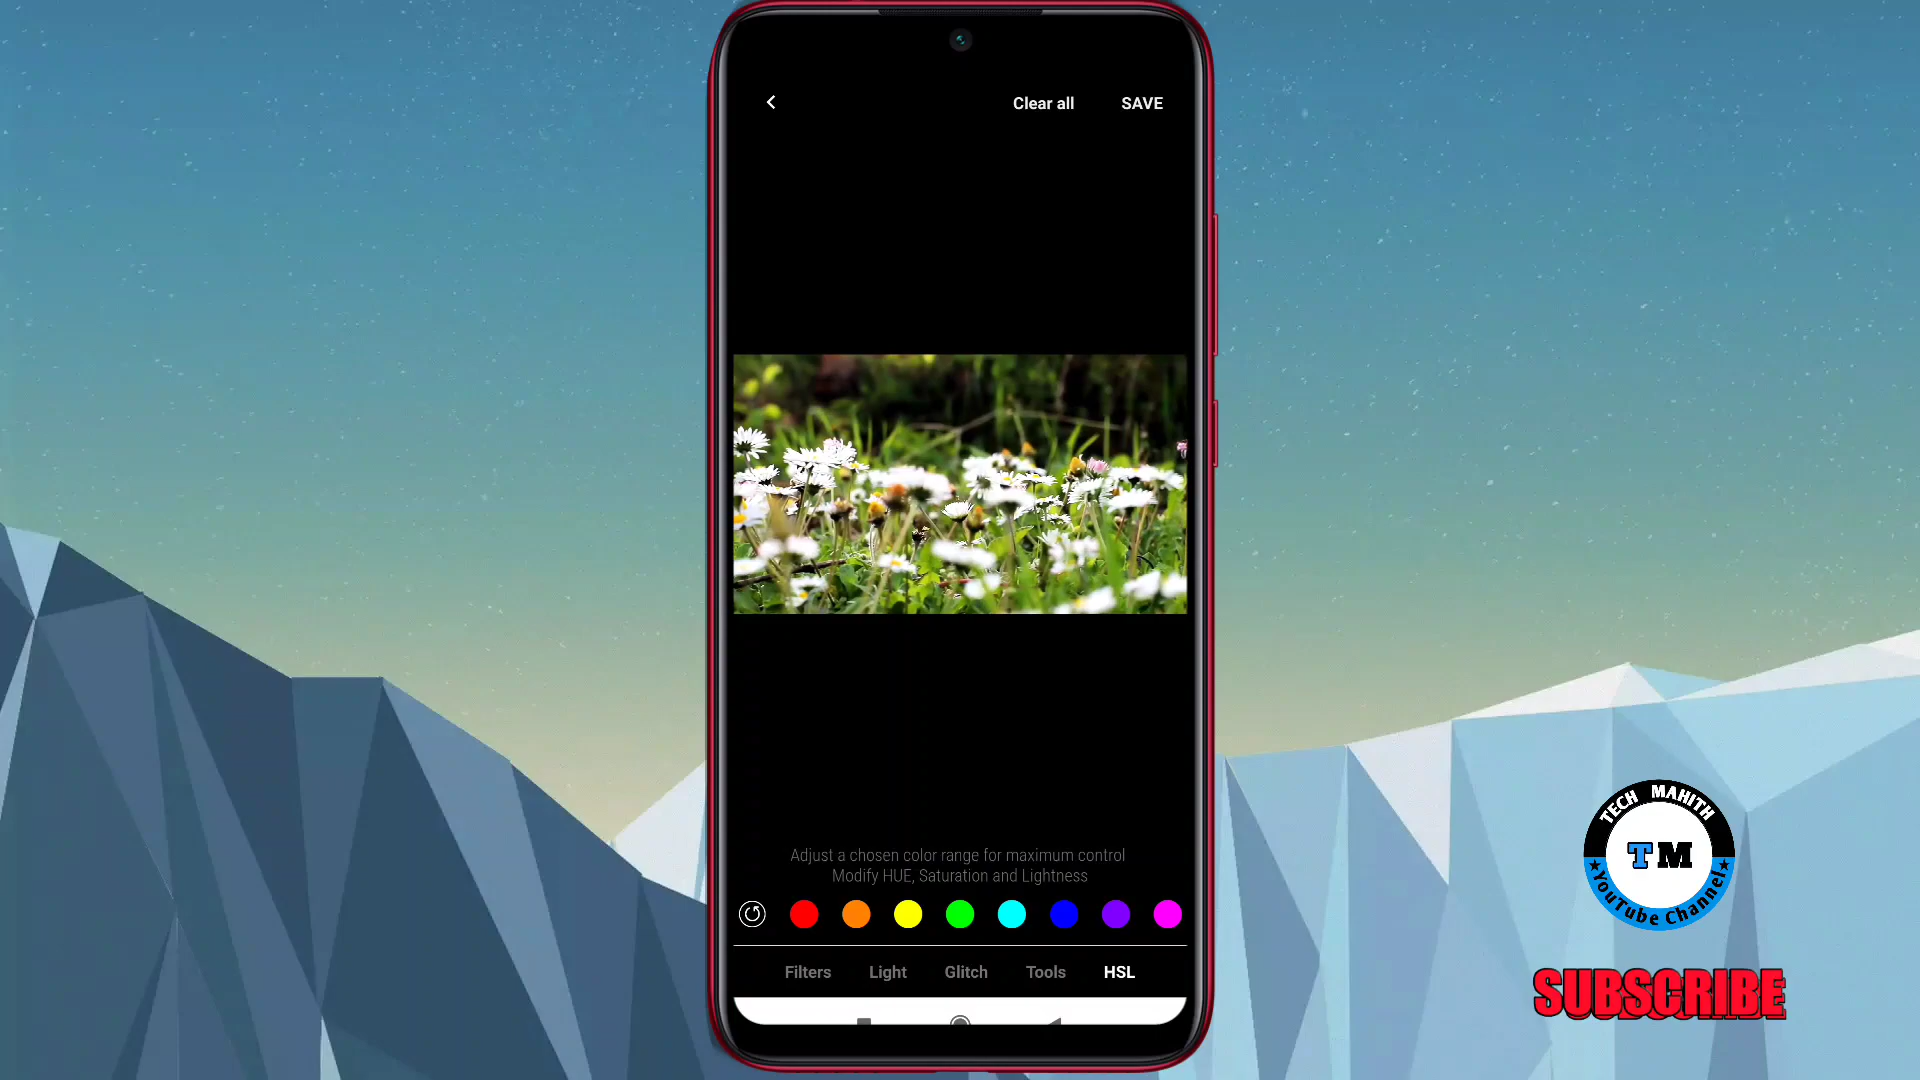 Clear all SAVE
Adjust a chosen color range for maximum control
Modify HUE, Saturation and Lightness
Filters Light Glitch Tools HSL
TECH MAHITH
TM
YouTube Channel
SUBSCRIBE